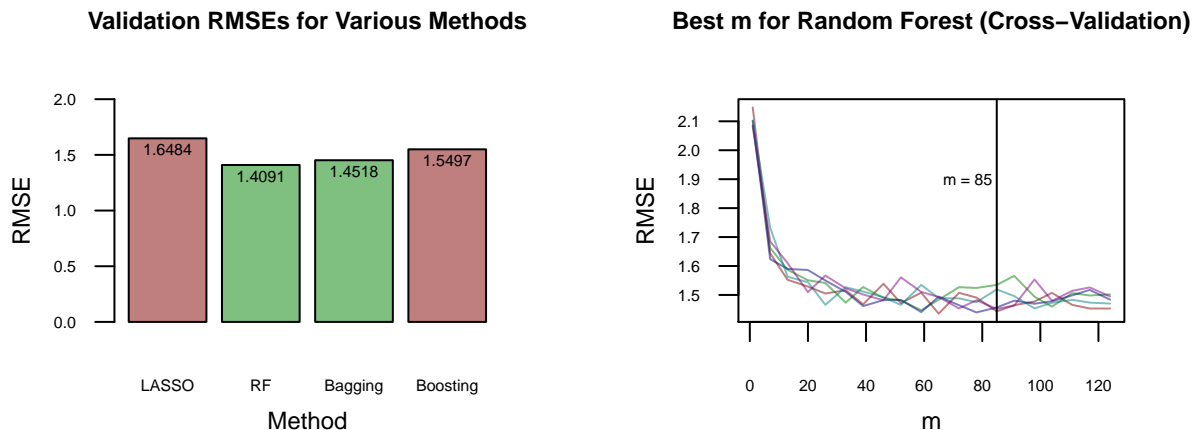 Validation RMSEs for Various Methods
RMSE
2.0
1.5
1.0
0.5
0.0
1.6484
1.4091
1.4518
1.5497
LASSO RF Bagging Boosting
Method
Best m for Random Forest (Cross−Validation)
RMSE
2.1
2.0
1.9
1.8
1.7
1.6
1.5
m = 85
0 20 40 60 80 100 120
m